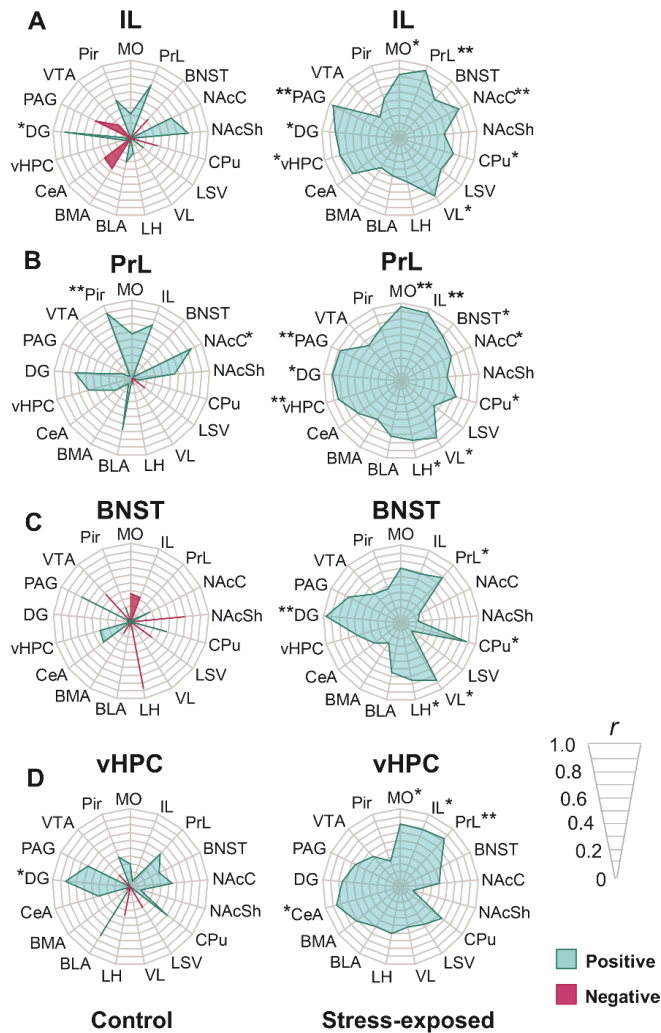 A
IL
MO
PrL
BNST
NAcC
NAcSh
CPu
LSV
VL
LH
BLA
BMA
CeA
vHPC
*DG
PAG
VTA
Pir
MO*
PrL**
BNST
NAcC**
NAcSh
CPu*
LSV
VL*
LH
BLA
BMA
CeA
*vHPC
*DG
**PAG
VTA
Pir
B
PrL
MO
IL
BNST
NAcC*
NAcSh
CPu
LSV
VL
LH
BLA
BMA
CeA
vHPC
DG
PAG
VTA
**Pir
PrL
MO**
IL**
BNST*
NAcC*
NAcSh
CPu*
LSV
VL*
LH*
BLA
BMA
CeA
**vHPC
*DG
**PAG
VTA
Pir
C
BNST
MO
IL
PrL
NAcC
NAcSh
CPu
LSV
VL
LH
BLA
BMA
CeA
vHPC
DG
PAG
VTA
Pir
BNST
MO
IL
PrL*
NAcC
NAcSh
CPu*
LSV
VL*
LH*
BLA
BMA
CeA
vHPC
**DG
PAG
VTA
Pir
D
vHPC
MO
IL
PrL
BNST
NAcC
NAcSh
CPu
LSV
VL
LH
BLA
BMA
CeA
*DG
PAG
VTA
Pir
vHPC
MO*
IL*
PrL**
BNST
NAcC
NAcSh
CPu
LSV
VL
LH
BLA
BMA
*CeA
DG
PAG
VTA
Pir
r
1.0
0.8
0.6
0.4
0.2
0
Positive
Negative
Control
Stress-exposed